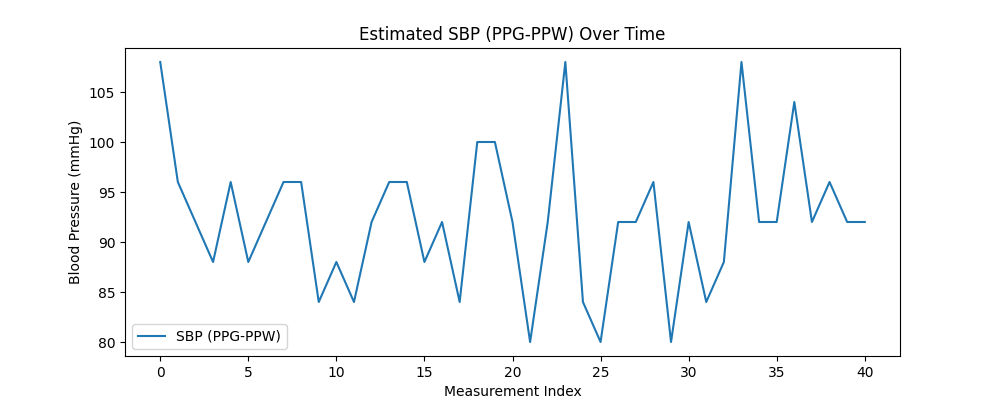 Estimated SBP (PPG-PPW) Over Time
Blood Pressure (mmHg)
105
100
95
90
85
80
SBP (PPG-PPW)
0 5 10 15 20 25 30 35 40
Measurement Index